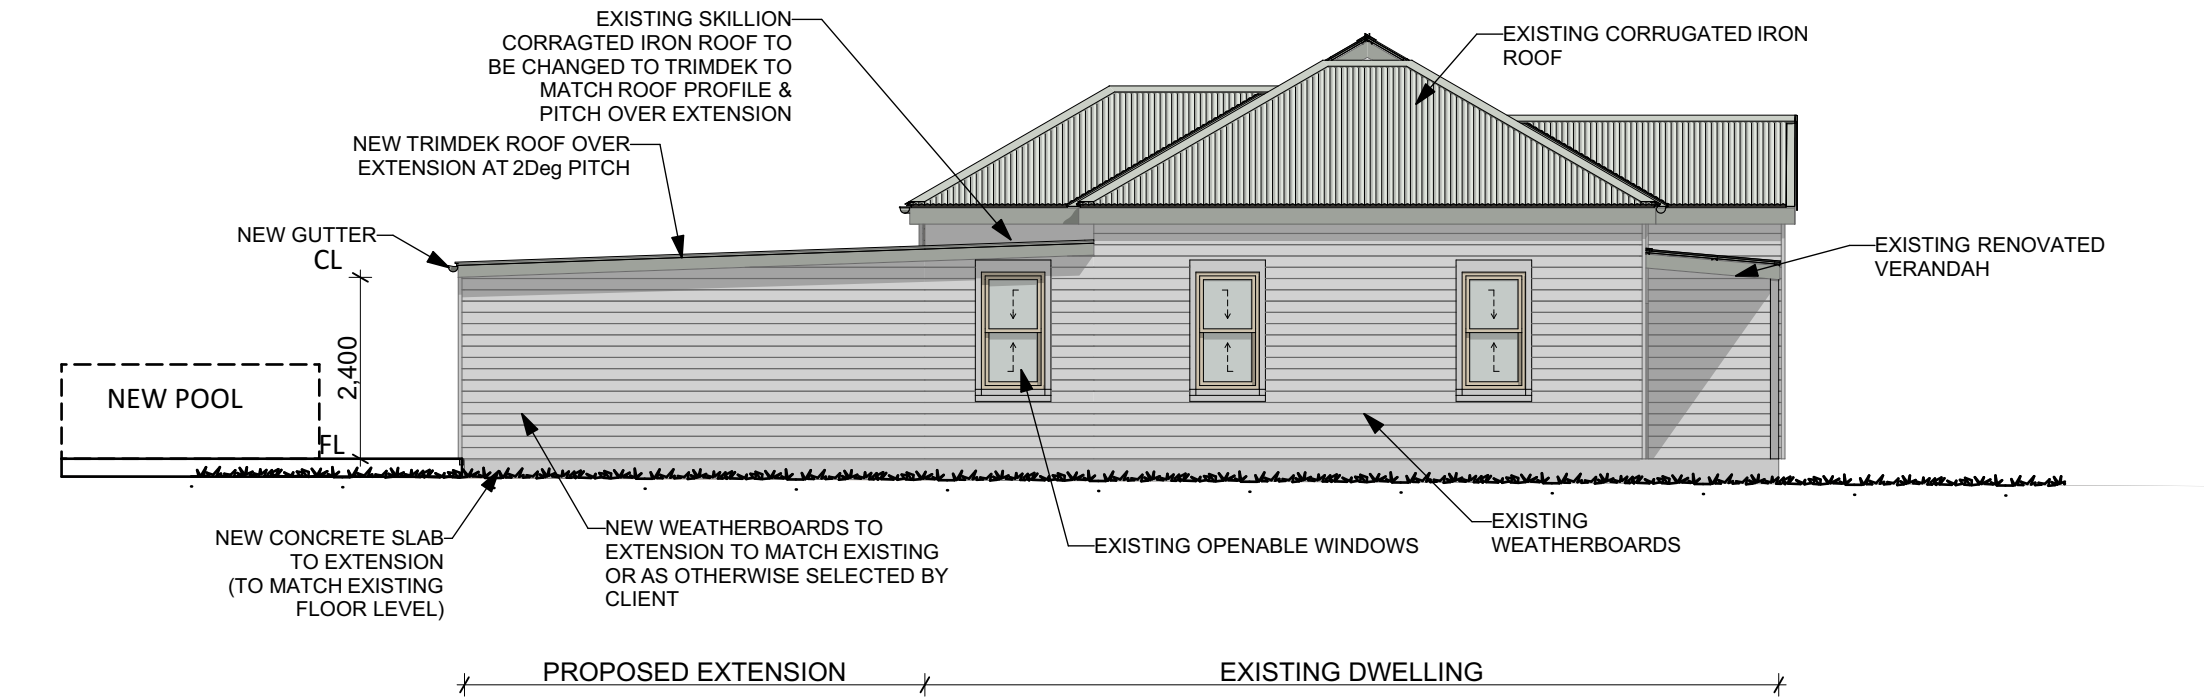 EXISTING SKILLION
CORRAGTED IRON ROOF TO
BE CHANGED TO TRIMDEK TO
MATCH ROOF PROFILE &
PITCH OVER EXTENSION
EXISTING CORRUGATED IRON
ROOF
NEW TRIMDEK ROOF OVER
EXTENSION AT 2Deg PITCH
NEW GUTTER
CL
EXISTING RENOVATED
VERANDAH
2,400
NEW POOL
FL
NEW CONCRETE SLAB
TO EXTENSION
(TO MATCH EXISTING
FLOOR LEVEL)
NEW WEATHERBOARDS TO
EXTENSION TO MATCH EXISTING
OR AS OTHERWISE SELECTED BY
CLIENT
EXISTING OPENABLE WINDOWS
EXISTING
WEATHERBOARDS
PROPOSED EXTENSION
EXISTING DWELLING